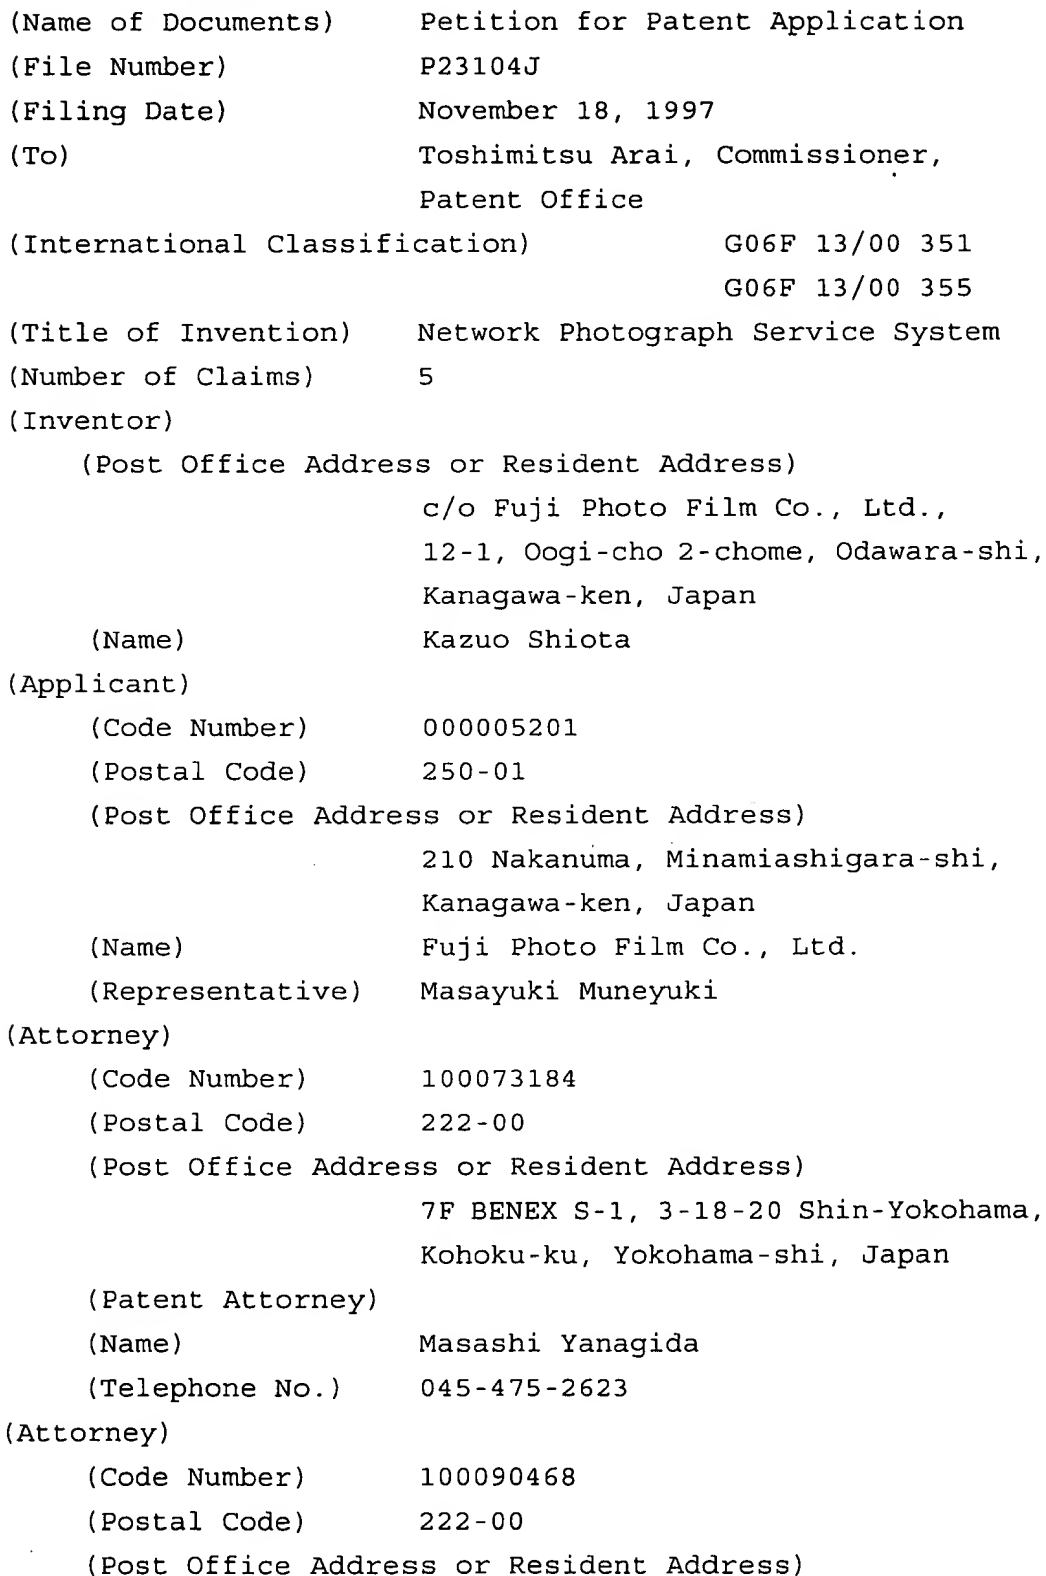 (Name of Documents) Petition for Patent Application
(File Number) P23104J
(Filing Date) November 18, 1997
(To) Toshimitsu Arai, Commissioner,
Patent Office
(International Classification) G06F 13/00 351
G06F 13/00 355
(Title of Invention) Network Photograph Service System
(Number of Claims) 5
(Inventor)
(Post Office Address or Resident Address)
c/o Fuji Photo Film Co., Ltd.,
12-1, Oogi-cho 2-chome, Odawara-shi,
Kanagawa-ken, Japan
(Name) Kazuo Shiota
(Applicant)
(Code Number) 000005201
(Postal Code) 250-01
(Post Office Address or Resident Address)
210 Nakanuma, Minamiashigara-shi,
Kanagawa-ken, Japan
(Name) Fuji Photo Film Co., Ltd.
(Representative) Masayuki Muneyuki
(Attorney)
(Code Number) 100073184
(Postal Code) 222-00
(Post Office Address or Resident Address)
7F BENEX S-1, 3-18-20 Shin-Yokohama,
Kohoku-ku, Yokohama-shi, Japan
(Patent Attorney)
(Name) Masashi Yanagida
(Telephone No.) 045-475-2623
(Attorney)
(Code Number) 100090468
(Postal Code) 222-00
(Post Office Address or Resident Address)